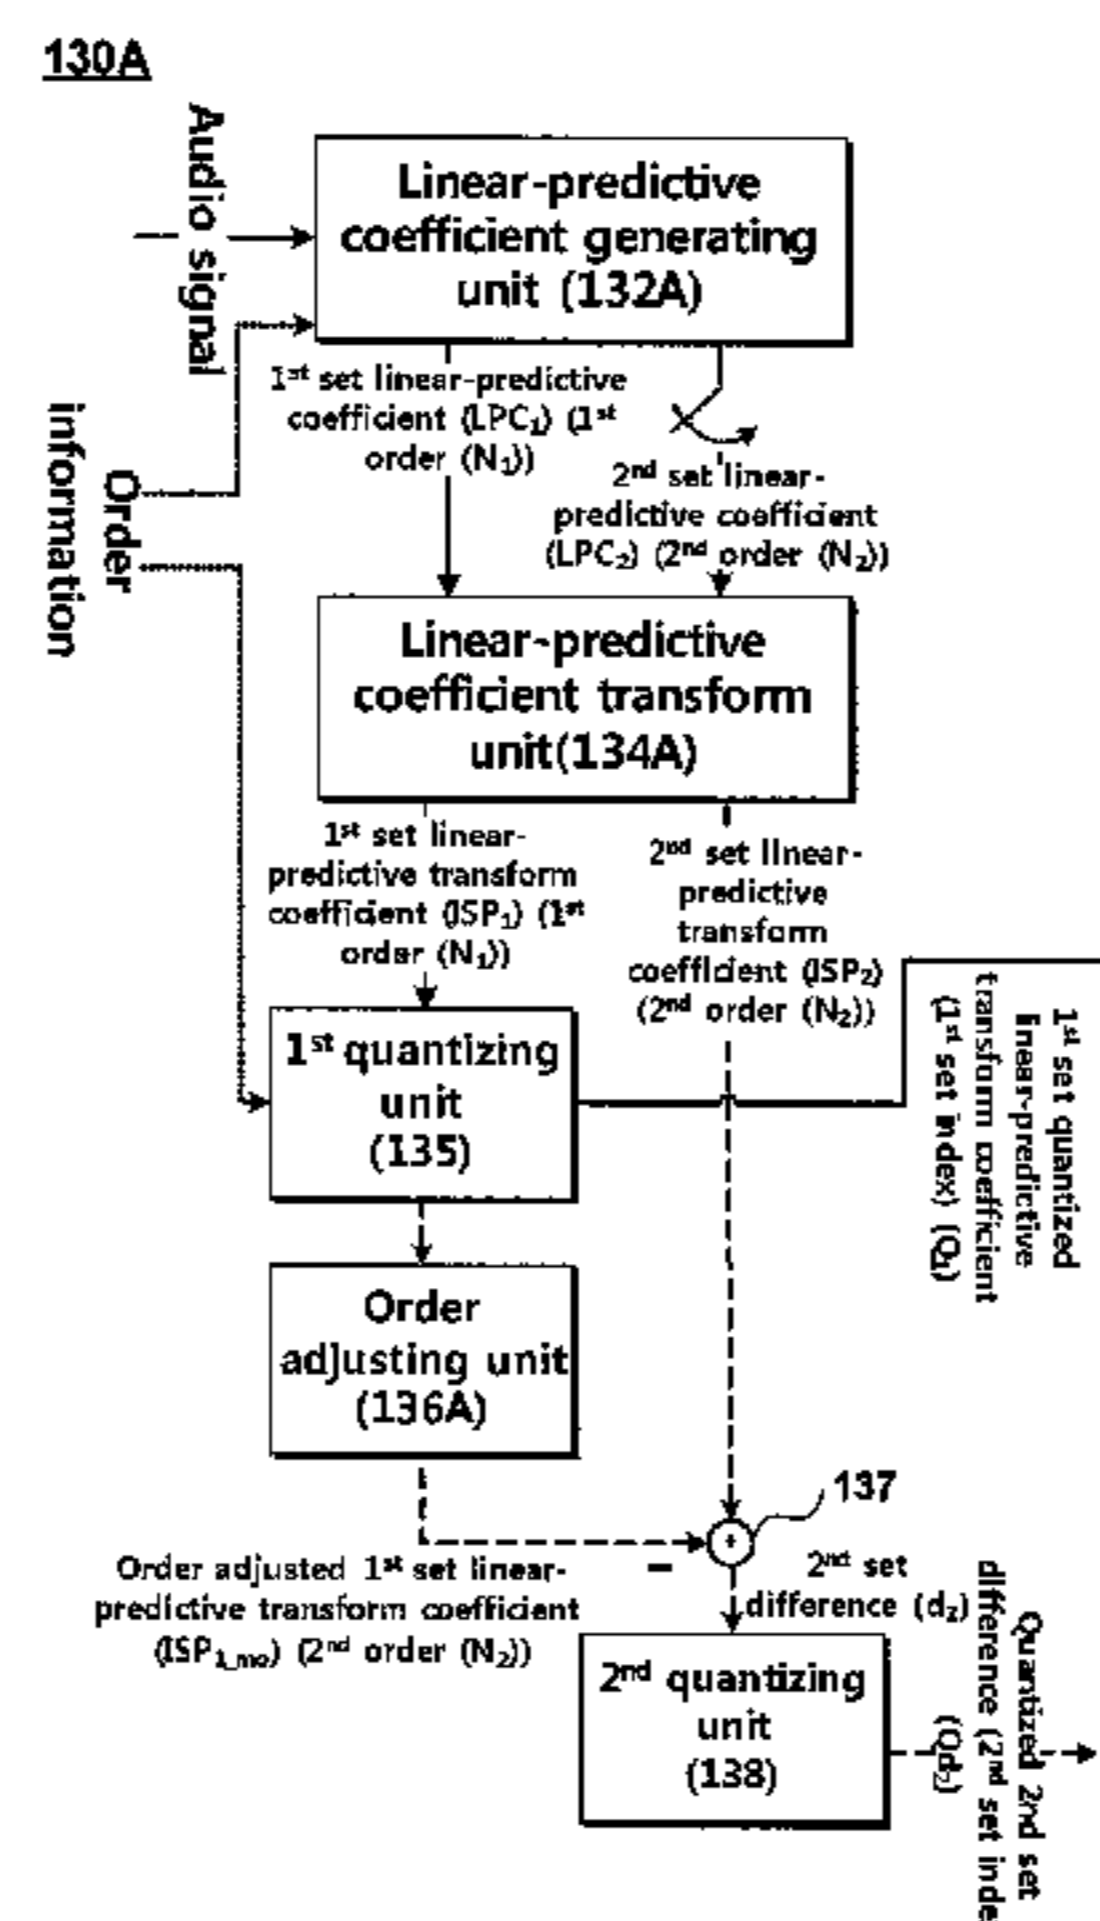 130A
Audio signal
Linear-predictive
coefficient generating
unit (132A)
Order
information
1st set linear-predictive
coefficient (LPC1) (1st
order (N1))
2nd set linear-
predictive coefficient
(LPC2) (2nd order (N2))
Linear-predictive
coefficient transform
unit(134A)
1st set linear-
predictive transform
coefficient (ISP1) (1st
order (N1))
2nd set linear-
predictive
transform
coefficient (ISP2)
(2nd order (N2))
1st quantizing
unit
(135)
1st set quantized
linear-predictive
transform coefficient
(1st set index) (Q1)
Order
adjusting unit
(136A)
137
Order adjusted 1st set linear-
predictive transform coefficient
(ISP1_mo) (2nd order (N2))
–
+
2nd set
difference (d2)
2nd quantizing
unit
(138)
Quantized 2nd set
difference (2nd set inde
(Qd2)